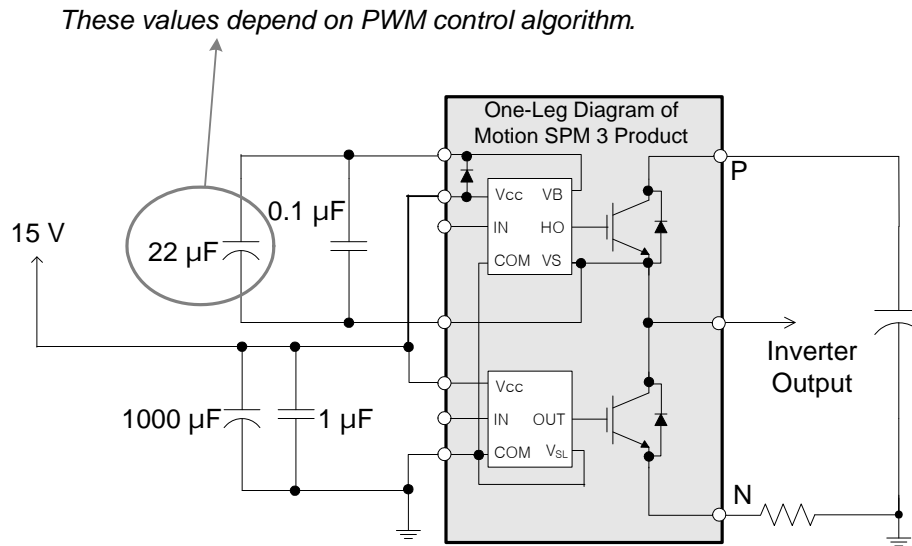 These values depend on PWM control algorithm.
One-Leg Diagram of
Motion SPM 3 Product
P
Vcc VB
0.1 µF
IN HO
15 V
22 µF
COM VS
Inverter
Output
Vcc
1000 µF
1 µF
IN OUT
COM VSL
N